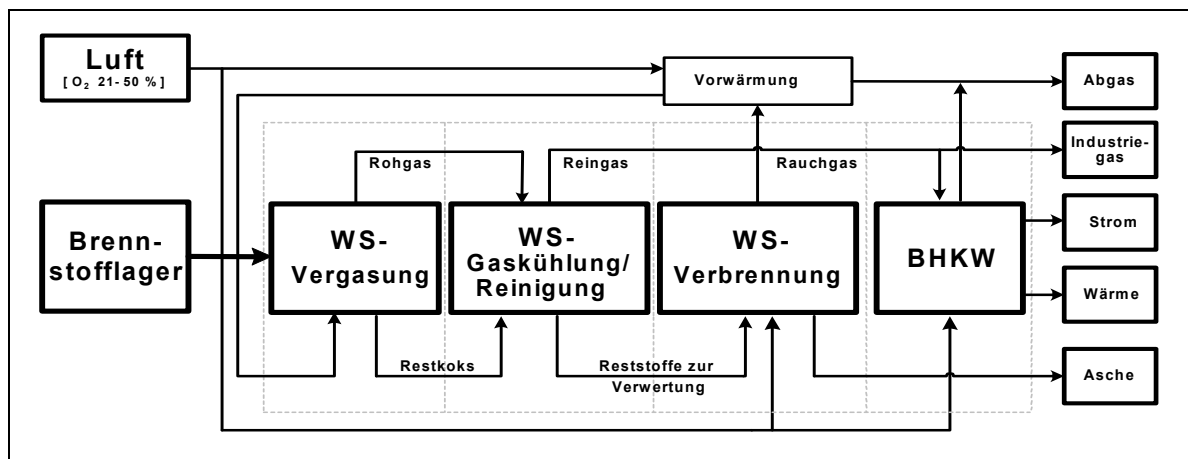 Luft
[ O₂ 21-50 % ]
Vorwärmung
Abgas
Industrie-
gas
Rohgas
Reingas
Rauchgas
Brenn-
stofflager
WS-
Vergasung
WS-
Gaskühlung/
Reinigung
WS-
Verbrennung
BHKW
Strom
Wärme
Restkoks
Reststoffe zur
Verwertung
Asche